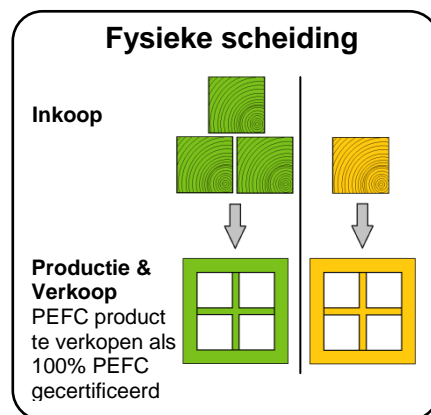 Fysieke scheiding
Inkoop
Productie &
Verkoop
PEFC product
te verkopen als
100% PEFC
gecertificeerd